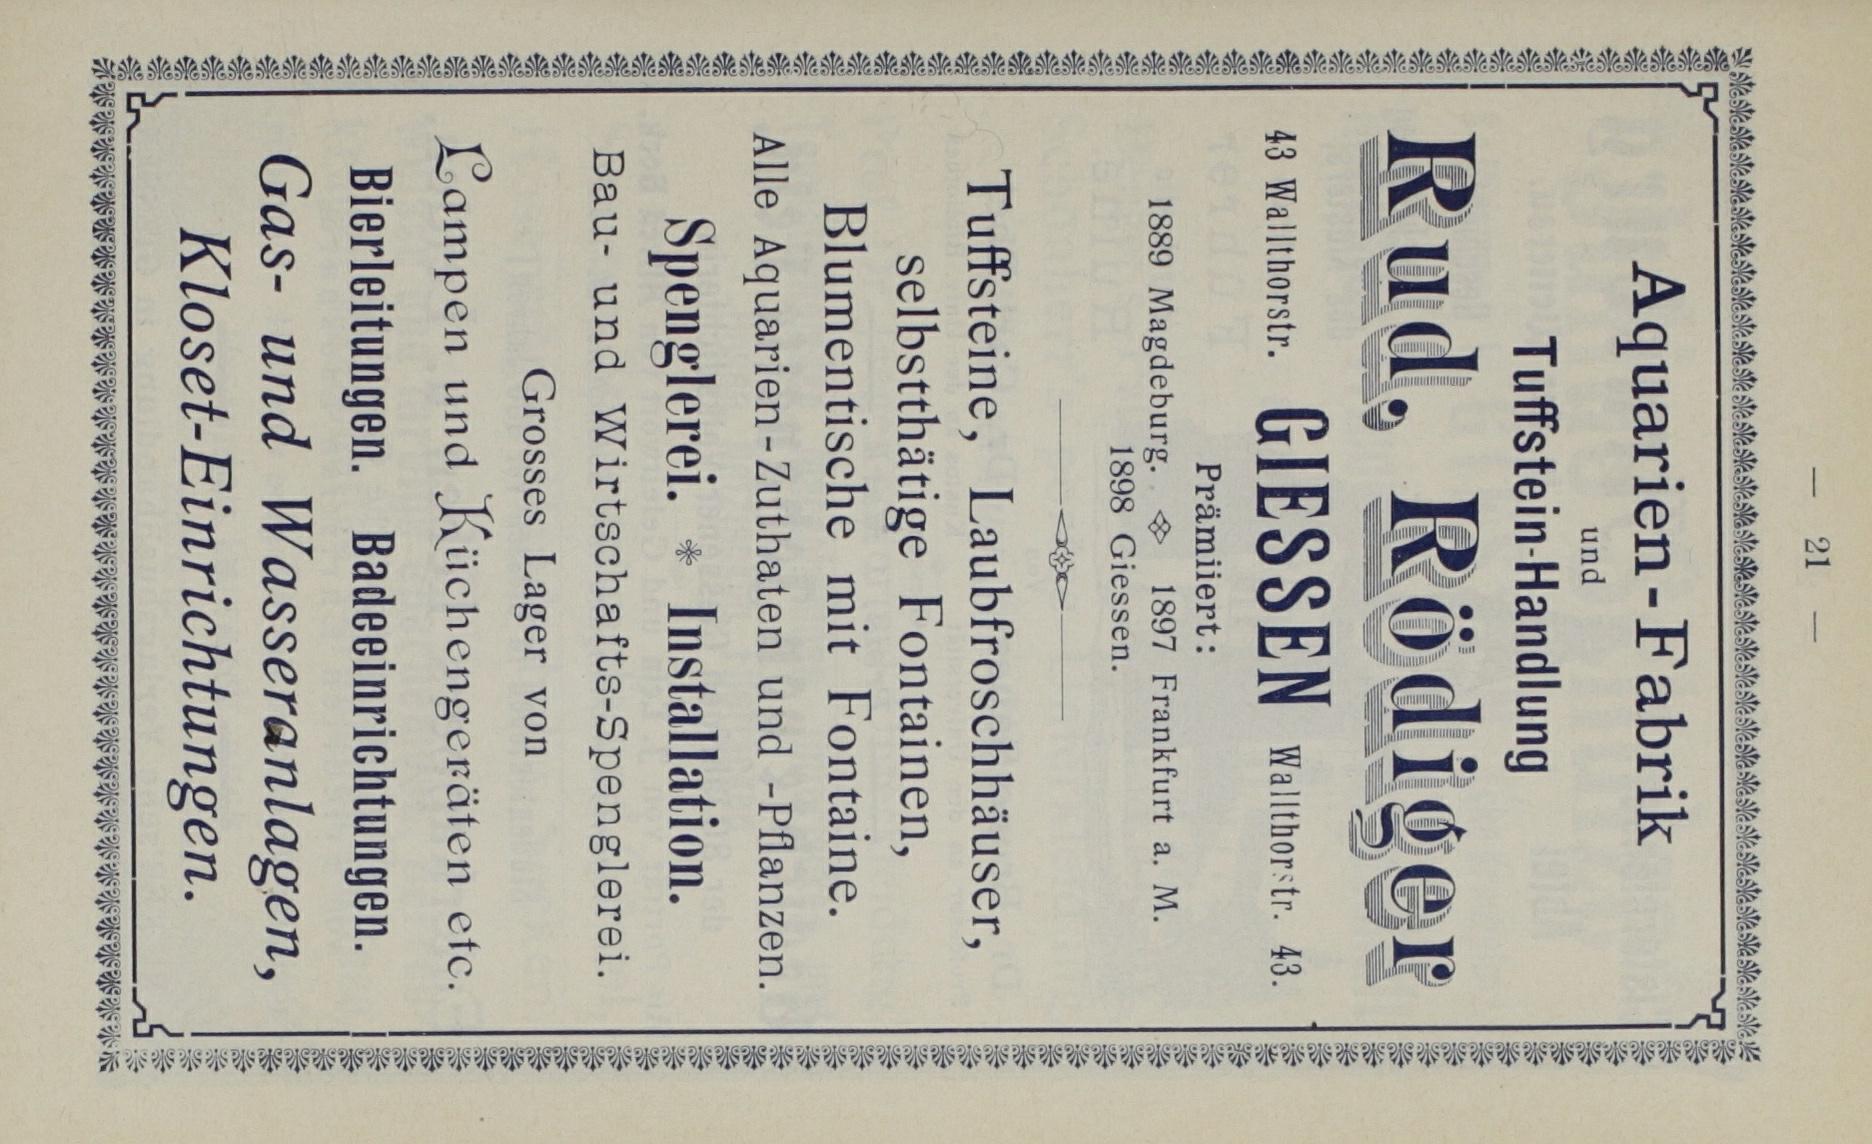 — 21 —
Aquarien-Fabrik
und
Tuffstein-Handlung
Rud, Rödiger
43 Wallthorstr. GIESSEN Wallthorstr. 43.
Prämiiert:
1889 Magdeburg. 1897 Frankfurt a. M.
1898 Giessen.
Tuffsteine, Laubfroschhäuser,
selbstthätige Fontainen,
Blumentische mit Fontaine.
Alle Aquarien-Zuthaten und -Pflanzen.
Spenglerei. * Installation.
Bau- und Wirtschafts-Spenglerei.
Grosses Lager von
Lampen und Küchengeräten etc.
Bierleitungen. Badeeinrichtungen.
Gas- und Wasseranlagen,
Kloset-Einrichtungen.